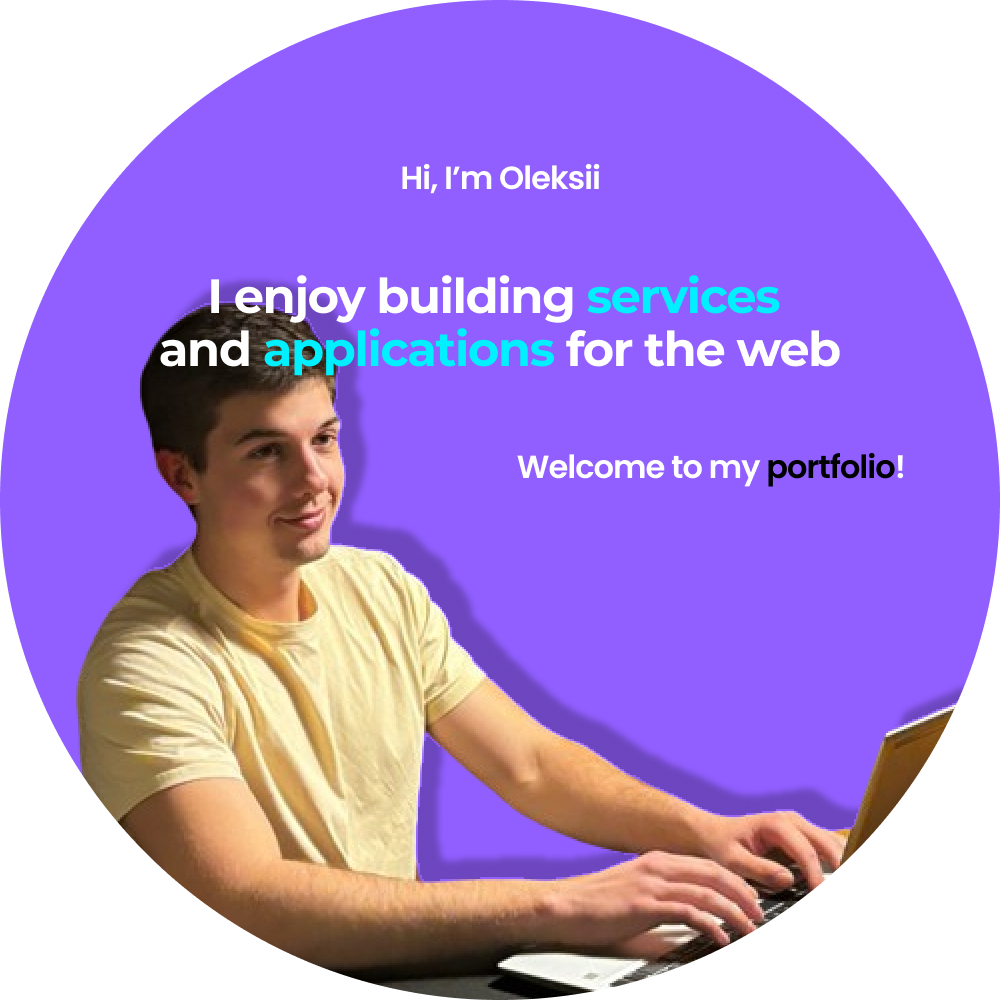 Hi, I’m Oleksii
I enjoy building services
and applications for the web
Welcome to my portfolio!